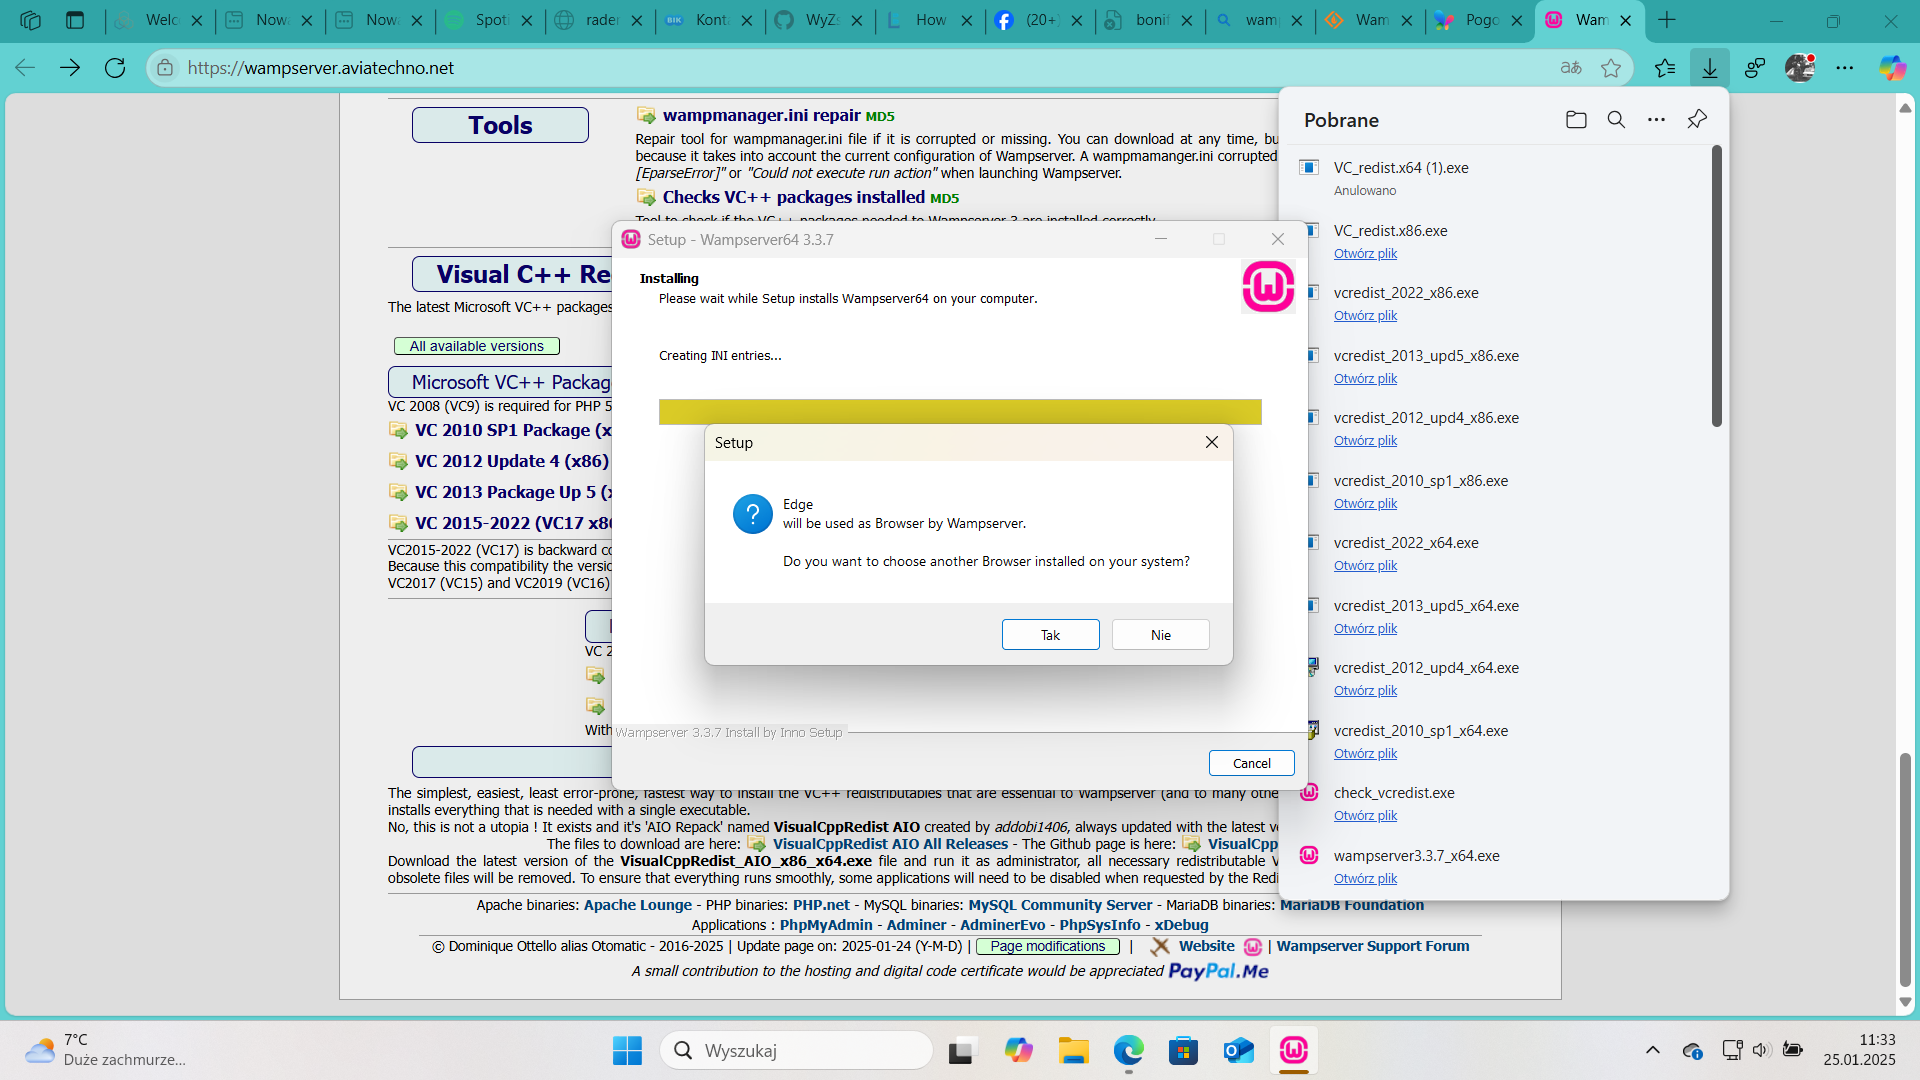 Welc
Nowa
Nowa
Spoti
rader
Konta
WyZs
How
(20+)
bonif
wamp
Wam
Pogo
Wam
https://wampserver.aviatechno.net
Tools
wampmanager.ini repair MD5
Repair tool for wampmanager.ini file if it is corrupted or missing. You can download at any time, bu
because it takes into account the current configuration of Wampserver. A wampmamanger.ini corrupted
[EparseError]" or "Could not execute run action" when launching Wampserver.
Checks VC++ packages installed MD5
Tool to check if the VC++ packages needed to Wampserver 3 are installed correctly
Visual C++ Re
The latest Microsoft VC++ packages
All available versions
Microsoft VC++ Packag
VC 2008 (VC9) is required for PHP 5
VC 2010 SP1 Package (x
VC 2012 Update 4 (x86)
VC 2013 Package Up 5 (x
VC 2015-2022 (VC17 x86
VC2015-2022 (VC17) is backward co
Because this compatibility the versio
VC2017 (VC15) and VC2019 (VC16)
VC 2
With
The simplest, easiest, least error-prone, fastest way to install the VC++ redistributables that are essential to Wampserver (and to many othe
installs everything that is needed with a single executable.
No, this is not a utopia ! It exists and it's 'AIO Repack' named VisualCppRedist AIO created by addobi1406, always updated with the latest ve
The files to download are here: VisualCppRedist AIO All Releases - The Github page is here: VisualCpp
Download the latest version of the VisualCppRedist_AIO_x86_x64.exe file and run it as administrator, all necessary redistributable V
obsolete files will be removed. To ensure that everything runs smoothly, some applications will need to be disabled when requested by the Redi
Apache binaries: Apache Lounge - PHP binaries: PHP.net - MySQL binaries: MySQL Community Server - MariaDB binaries: MariaDB Foundation
Applications : PhpMyAdmin - Adminer - AdminerEvo - PhpSysInfo - xDebug
© Dominique Ottello alias Otomatic - 2016-2025 | Update page on: 2025-01-24 (Y-M-D) | Page modifications | Website | Wampserver Support Forum
A small contribution to the hosting and digital code certificate would be appreciated PayPal.Me
Setup - Wampserver64 3.3.7
Installing
Please wait while Setup installs Wampserver64 on your computer.
Creating INI entries...
Setup
Edge
will be used as Browser by Wampserver.
Do you want to choose another Browser installed on your system?
Tak
Nie
Wampserver 3.3.7 Install by Inno Setup
Cancel
Pobrane
VC_redist.x64 (1).exe
Anulowano
VC_redist.x86.exe
Otwórz plik
vcredist_2022_x86.exe
Otwórz plik
vcredist_2013_upd5_x86.exe
Otwórz plik
vcredist_2012_upd4_x86.exe
Otwórz plik
vcredist_2010_sp1_x86.exe
Otwórz plik
vcredist_2022_x64.exe
Otwórz plik
vcredist_2013_upd5_x64.exe
Otwórz plik
vcredist_2012_upd4_x64.exe
Otwórz plik
vcredist_2010_sp1_x64.exe
Otwórz plik
check_vcredist.exe
Otwórz plik
wampserver3.3.7_x64.exe
Otwórz plik
7°C
Duże zachmurze...
Wyszukaj
11:33
25.01.2025